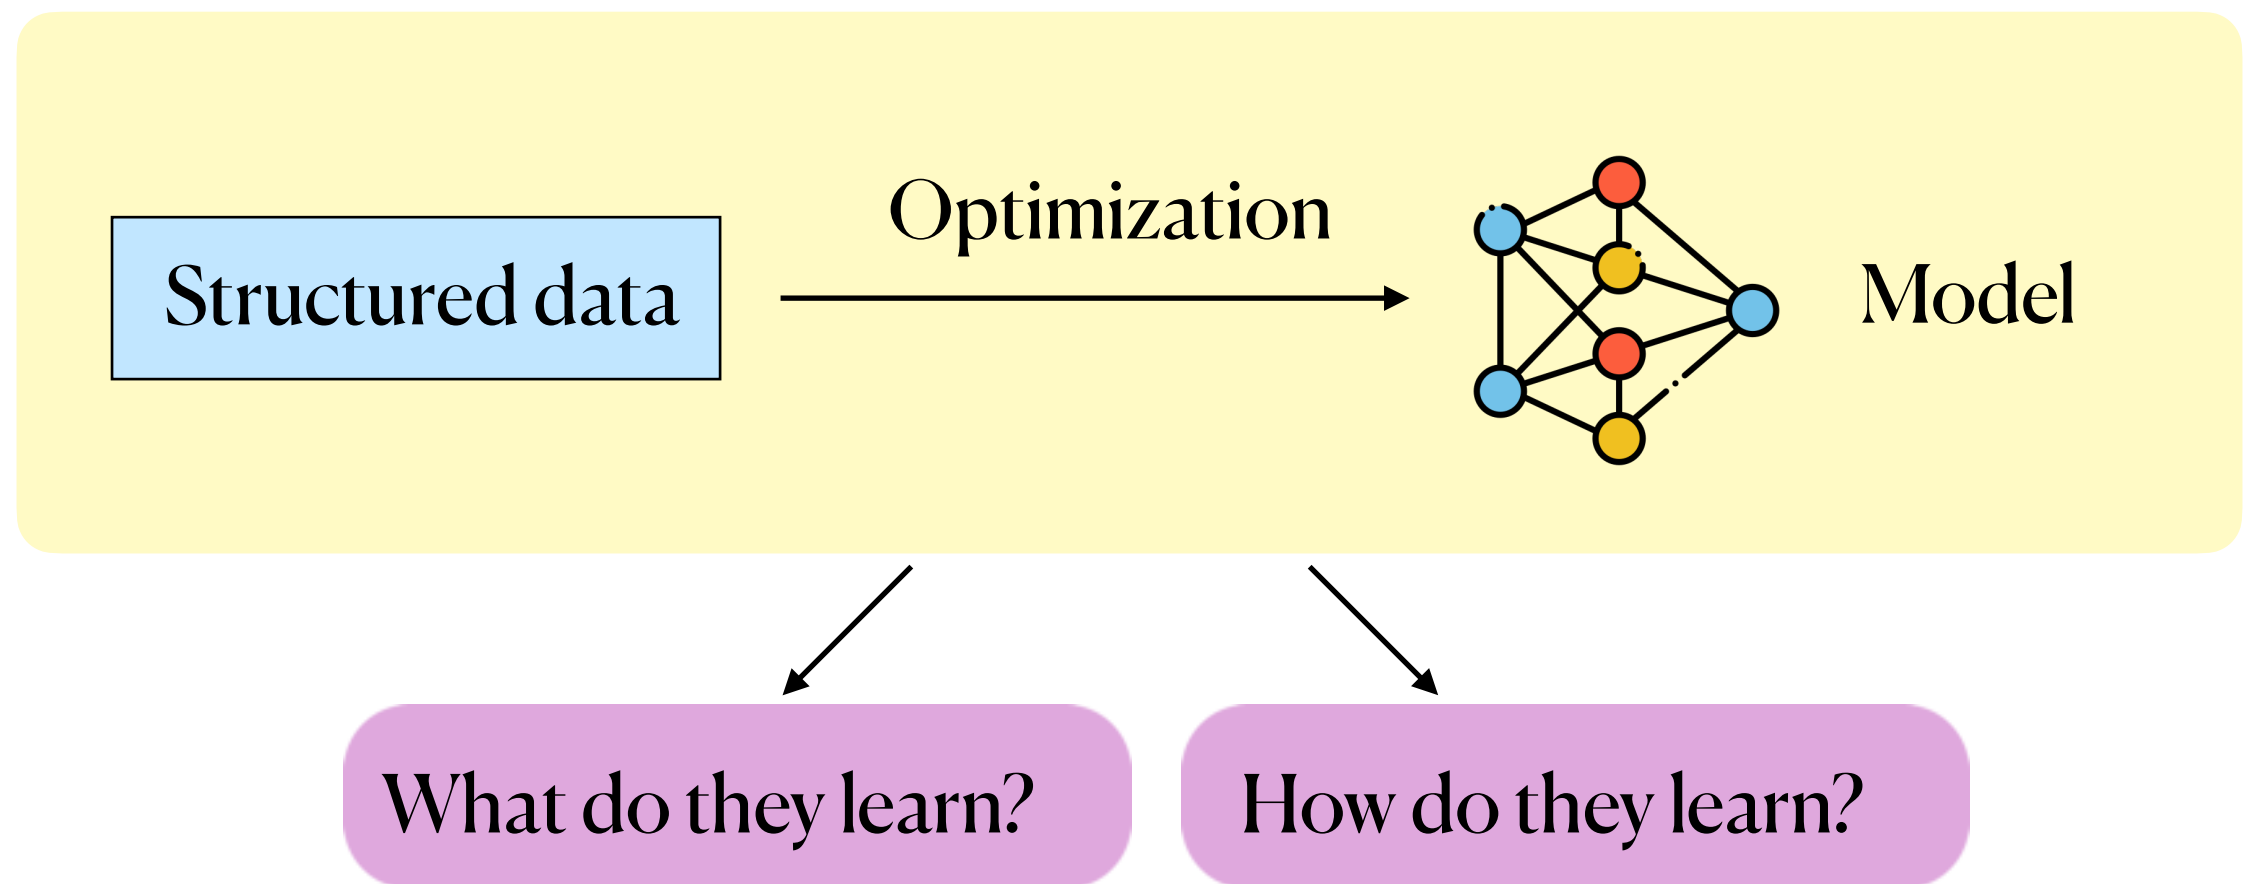 Optimization
Structured data
Model
What do they learn?
How do they learn?